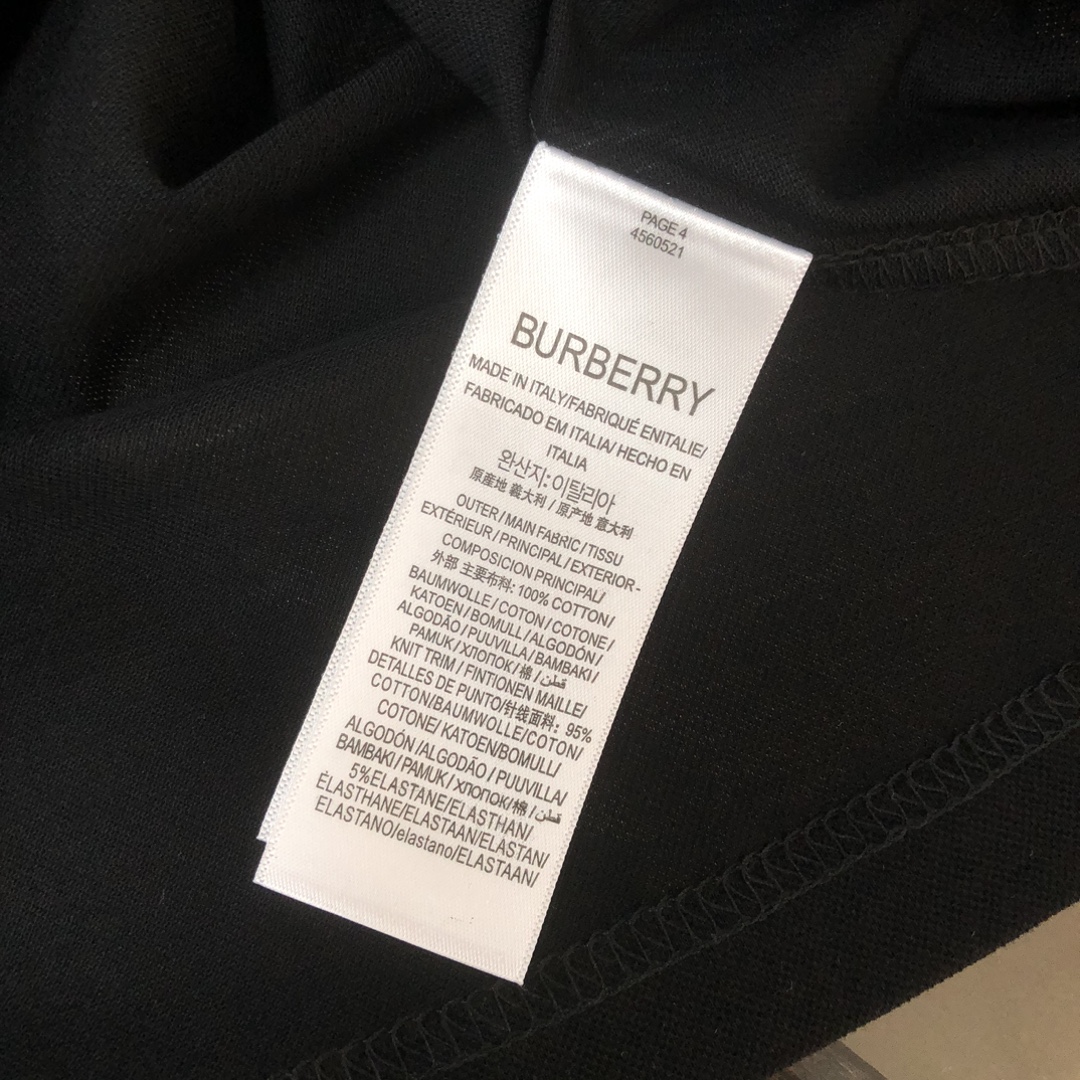 PAGE 4
4560521
BURBERRY
MADE IN ITALY/FABRIQUÉ ENITALIE/
FABRICADO EM ITALIA/ HECHO EN
ITALIA
완산지: 이탈리아
原產地 義大利 / 原产地 意大利
OUTER / MAIN FABRIC / TISSU
EXTÉRIEUR / PRINCIPAL / EXTERIOR -
COMPOSICION PRINCIPAL/
外部 主要布料: 100% COTTON/
BAUMWOLLE / COTON / COTONE /
KATOEN / BOMULL / ALGODÓN /
ALGODÃO / PUUVILLA / BAMBAKI /
PAMUK / ХЛОПОК / 棉 / قطن
KNIT TRIM / FINTIONEN MAILLE/
DETALLES DE PUNTO/针线面料: 95%
COTTON/BAUMWOLLE/COTON/
COTONE/ KATOEN/BOMULL/
ALGODÓN /ALGODÃO / PUUVILLA/
BAMBAKI / PAMUK / ХЛОПОК/棉 / قطن
5%ELASTANE/ELASTHAN/
ÉLASTHANE/ELASTAAN/ELASTAN/
ELASTANO/elastano/ELASTAAN/